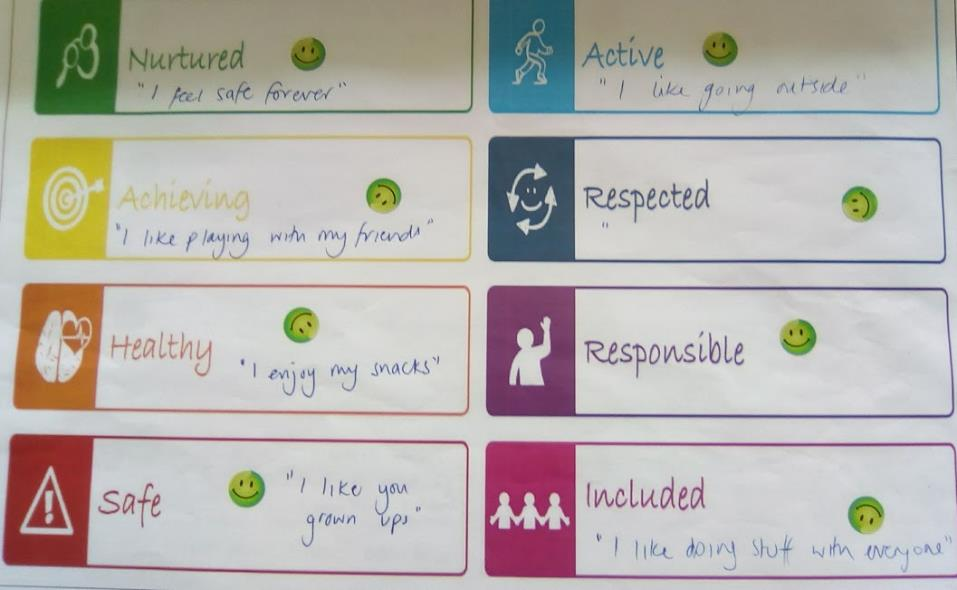 Nurtured
"I feel safe forever"
Active
"I like going outside"
Achieving
"I like playing with my friends"
Respected
"
Healthy
"I enjoy my snacks"
Responsible
Safe
"I like you
grown ups"
Included
"I like doing stuff with everyone"